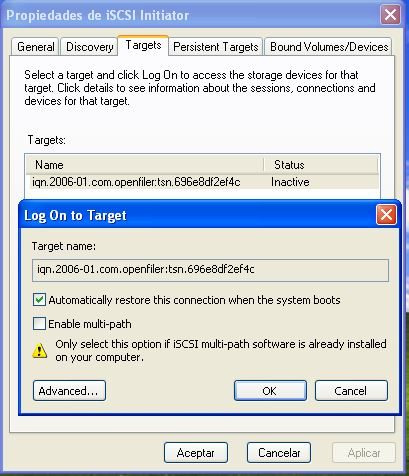 Propiedades de iSCSI Initiator
General Discovery Targets Persistent Targets Bound Volumes/Devices
Select a target and click Log On to access the storage devices for that
target. Click details to see information about the sessions, connections and
devices for that target.
Targets:
Name Status
iqn.2006-01.com.openfiler:tsn.696e8df2ef4c Inactive
Log On to Target
Target name:
iqn.2006-01.com.openfiler:tsn.696e8df2ef4c
Automatically restore this connection when the system boots
Enable multi-path
Only select this option if iSCSI multi-path software is already installed
on your computer.
Advanced... OK Cancel
Aceptar Cancelar Aplicar